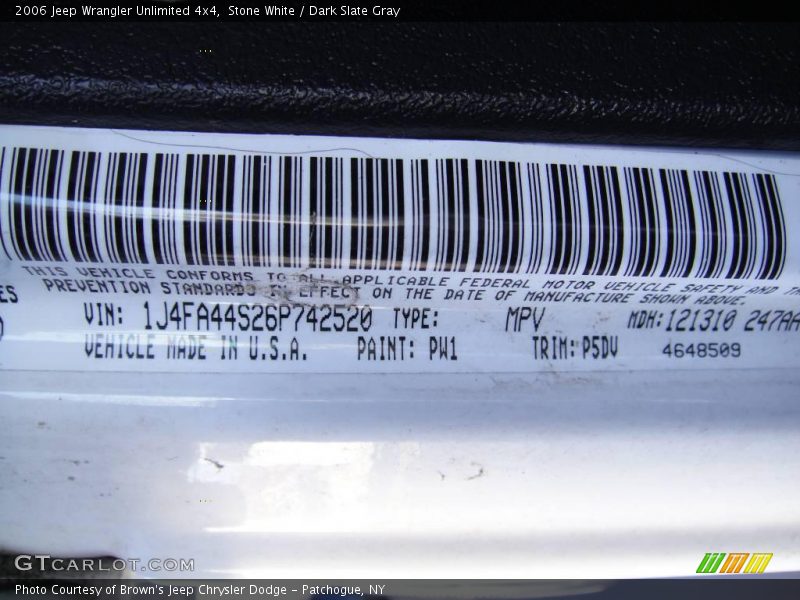 2006 Jeep Wrangler Unlimited 4x4, Stone White / Dark Slate Gray
THIS VEHICLE CONFORMS TO ALL APPLICABLE FEDERAL MOTOR VEHICLE SAFETY AND
ES PREVENTION STANDARDS IN EFFECT ON THE DATE OF MANUFACTURE SHOWN ABOVE.
VIN: 1J4FA44S26P742520 TYPE: MPV MDH: 121310 247AA
VEHICLE MADE IN U.S.A. PAINT: PW1 TRIM: P5DV 4648509
GTCARLOT.COM
Photo Courtesy of Brown's Jeep Chrysler Dodge - Patchogue, NY